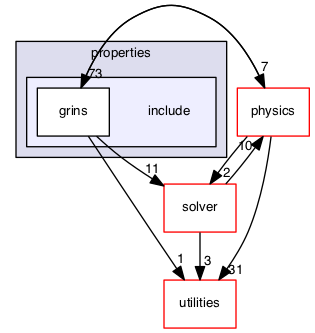 properties
73
7
grins
include
physics
11
10
2
solver
1
3
31
utilities